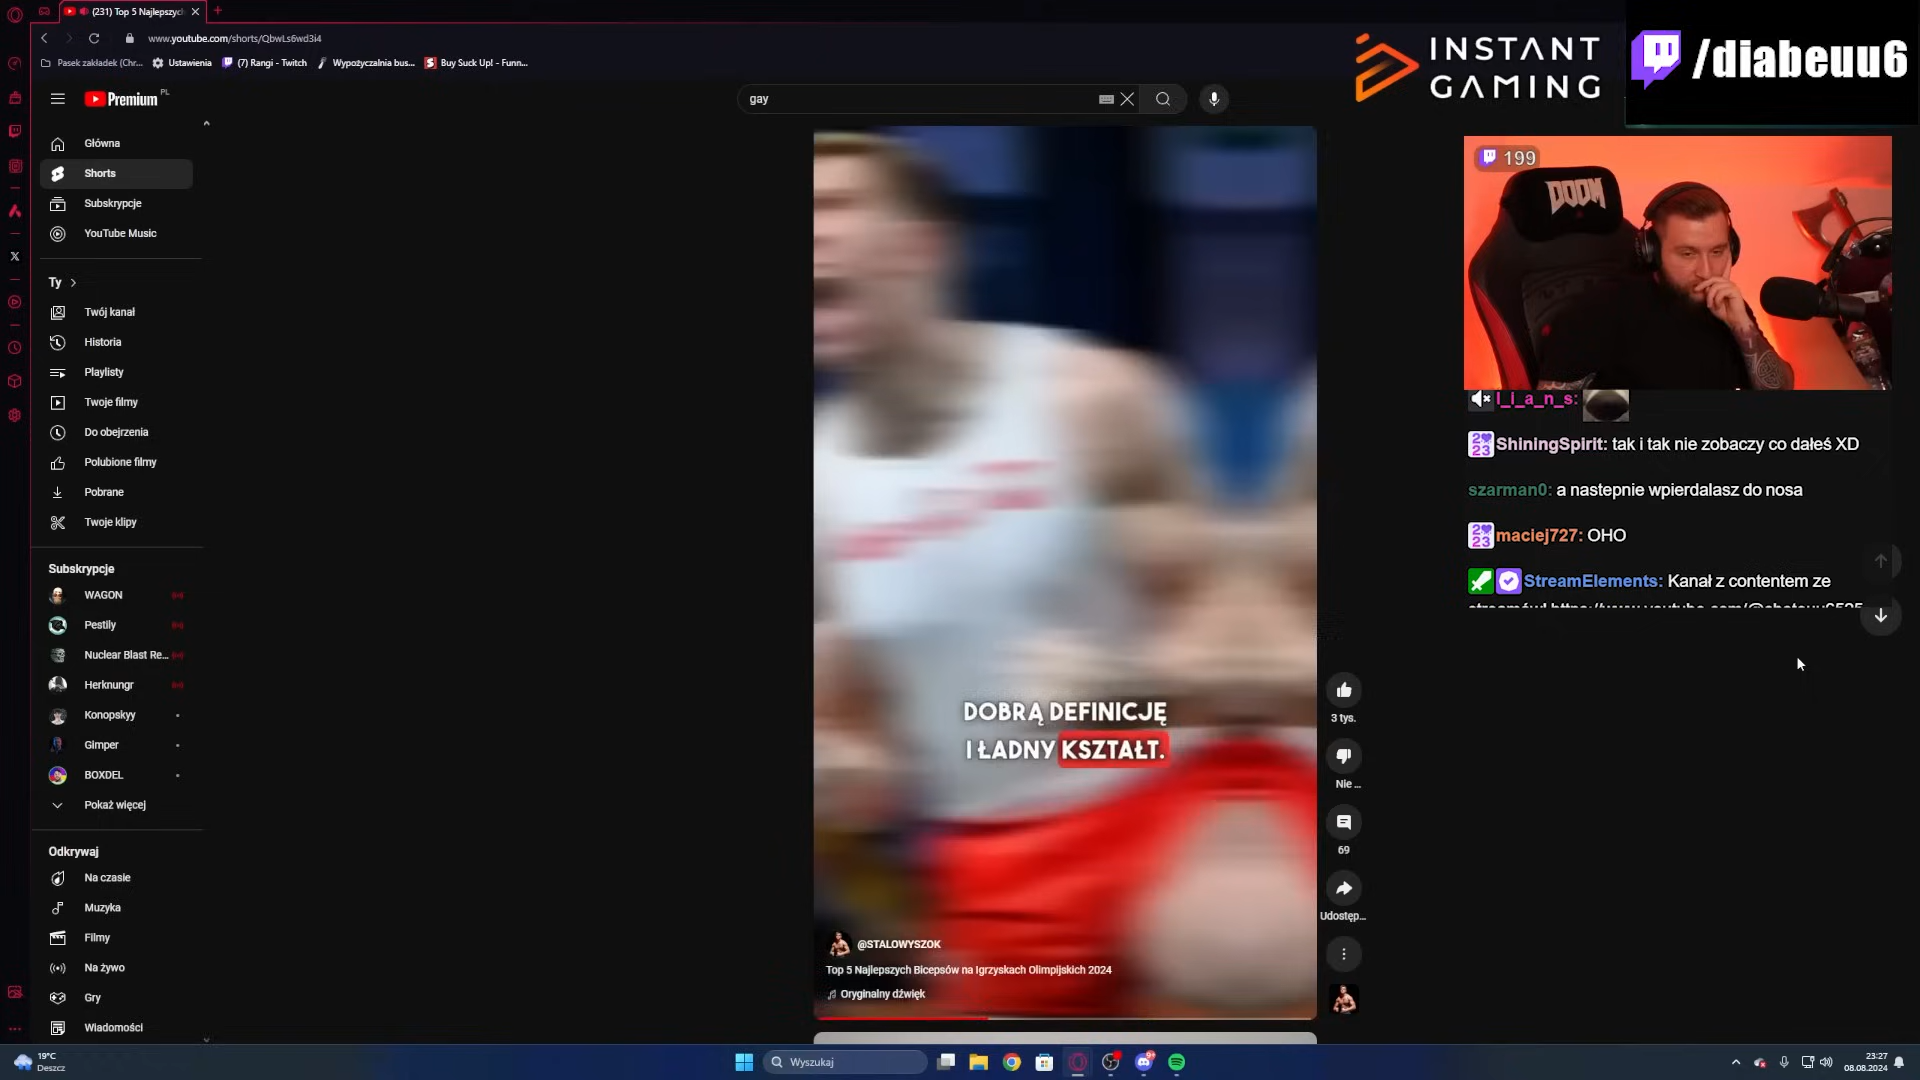 (231) Top 5 Najlepszyc
www.youtube.com/shorts/QbwLs6wd3i4
Pasek zakładek (Chr...
Ustawienia
(7) Rangi - Twitch
Wypożyczalnia bus...
Buy Suck Up! - Funn...
INSTANT GAMING
/diabeuu6
Premium PL
gay
Główna
Shorts
Subskrypcje
YouTube Music
Ty
Twój kanał
Historia
Playlisty
Twoje filmy
Do obejrzenia
Polubione filmy
Pobrane
Twoje klipy
Subskrypcje
WAGON
Pestily
Nuclear Blast Re...
Herknungr
Konopskyy
Gimper
BOXDEL
Pokaż więcej
Odkrywaj
Na czasie
Muzyka
Filmy
Na żywo
Gry
Wiadomości
DOBRĄ DEFINICJĘ
I ŁADNY KSZTAŁT.
@STALOWYSZOK
Top 5 Najlepszych Bicepsów na Igrzyskach Olimpijskich 2024
Oryginalny dźwięk
3 tys.
Nie ...
69
Udostęp...
199
DOOM
l_i_a_n_s:
ShiningSpirit: tak i tak nie zobaczy co dałeś XD
szarman0: a nastepnie wpierdalasz do nosa
maciej727: OHO
StreamElements: Kanał z contentem ze
19°C
Deszcz
Wyszukaj
23:27
08.08.2024